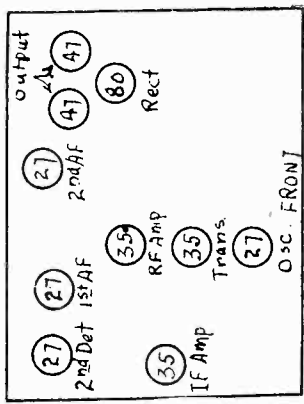 Output
47
47
27
2nd AF
27
1st AF
27
2nd Det
80
Rect
35
RF Amp
35
Trans.
27
Osc.
35
IF Amp
FRONT